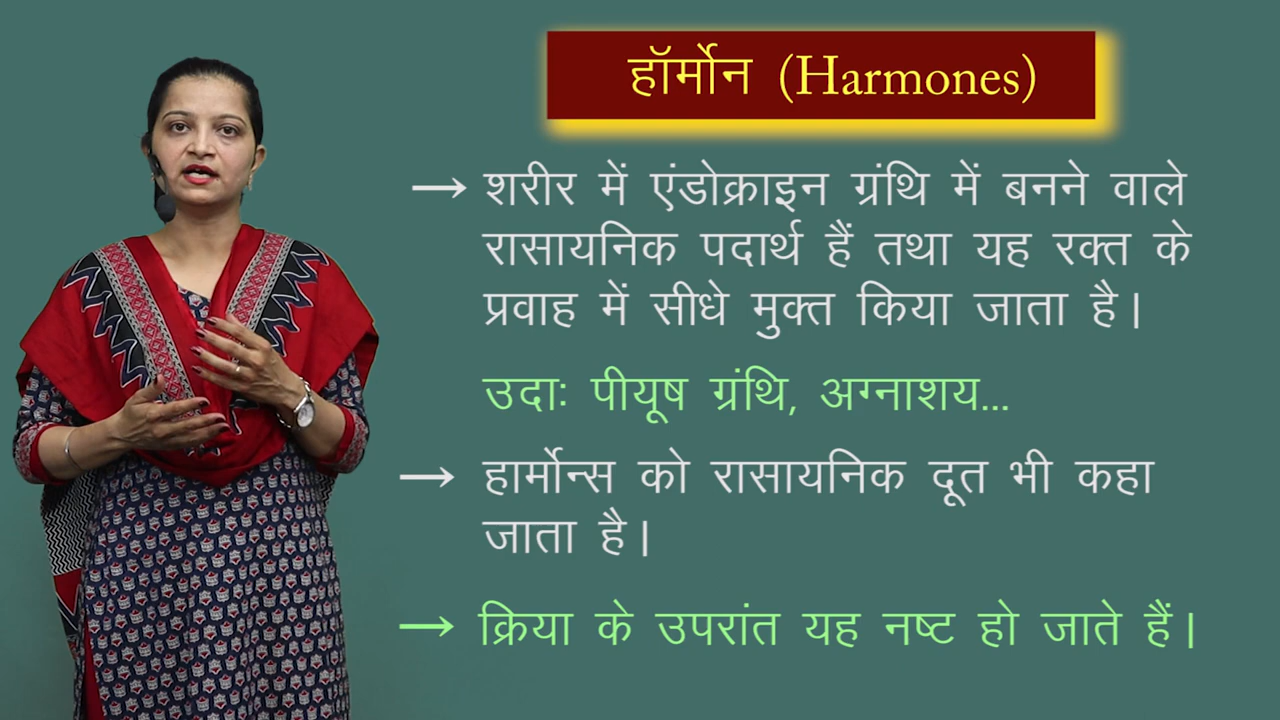 हॉर्मोन (Harmones)
→ शरीर में एंडोक्राइन ग्रंथि में बनने वाले
रासायनिक पदार्थ हैं तथा यह रक्त के
प्रवाह में सीधे मुक्त किया जाता है।
उदाः पीयूष ग्रंथि, अग्नाशय...
→ हार्मोन्स को रासायनिक दूत भी कहा
जाता है।
→ क्रिया के उपरांत यह नष्ट हो जाते हैं।